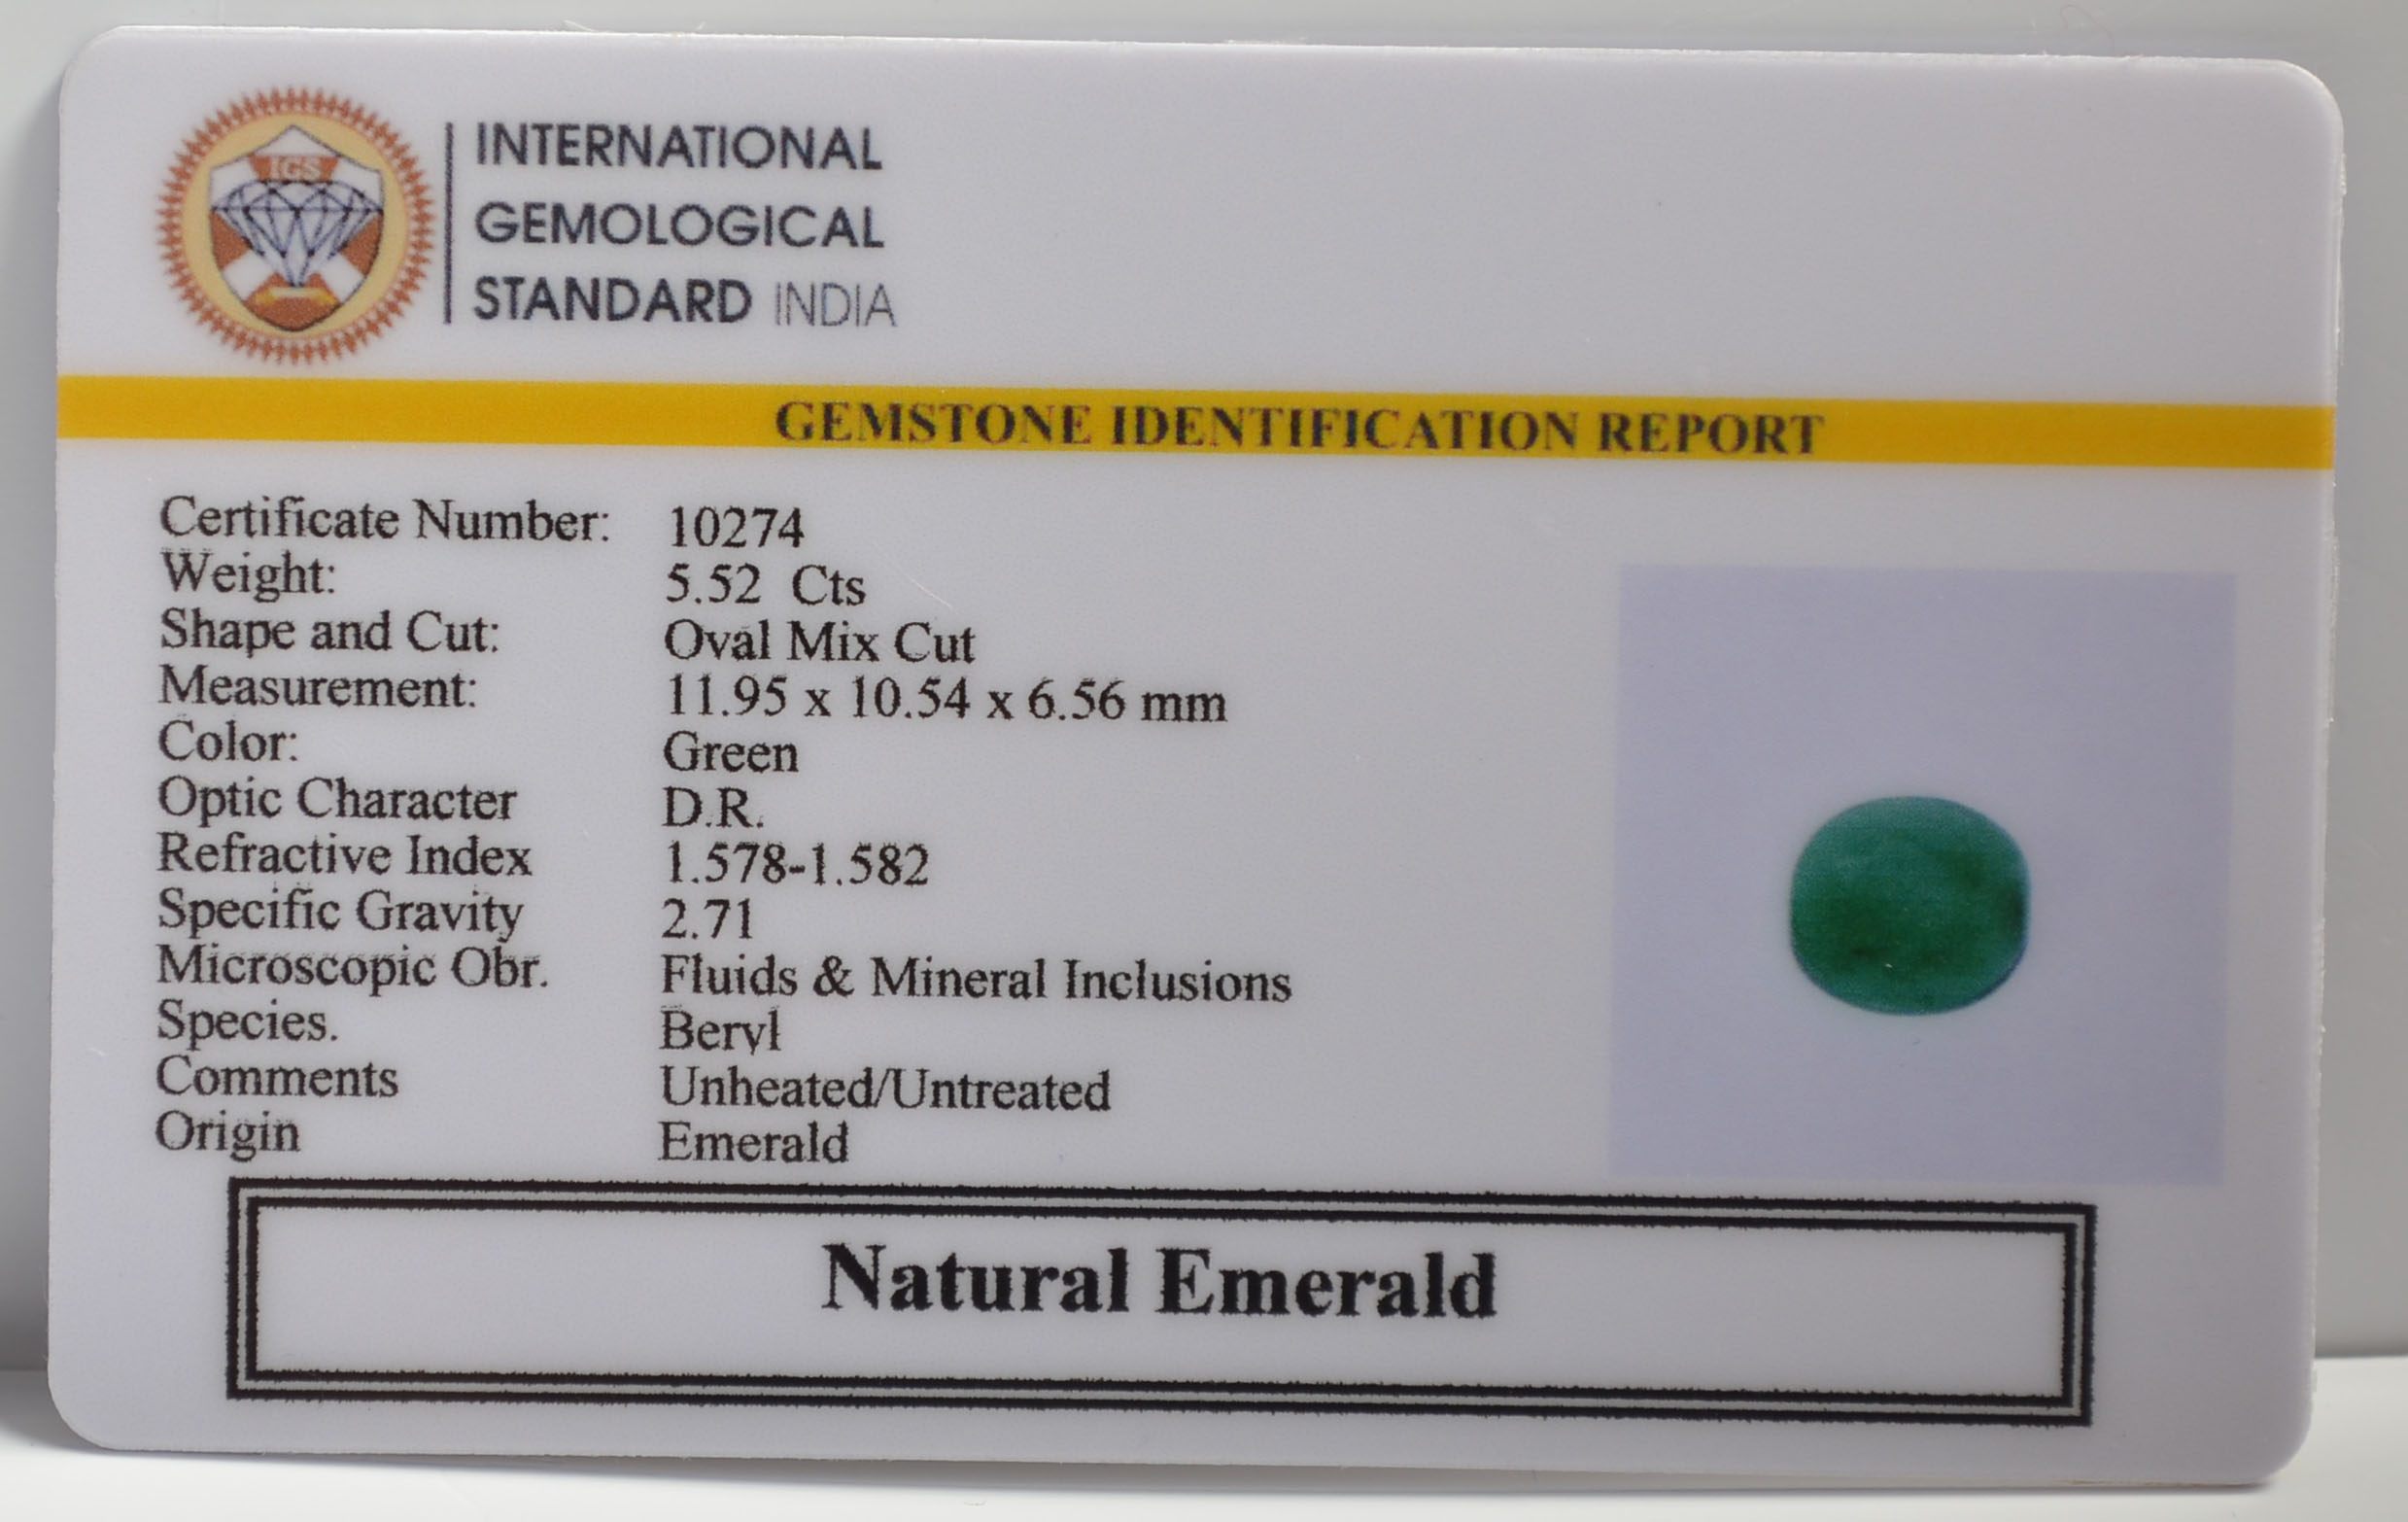 IGS
INTERNATIONAL
GEMOLOGICAL
STANDARD INDIA
GEMSTONE IDENTIFICATION REPORT
Certificate Number: 10274
Weight: 5.52 Cts
Shape and Cut: Oval Mix Cut
Measurement: 11.95 x 10.54 x 6.56 mm
Color: Green
Optic Character D.R.
Refractive Index 1.578-1.582
Specific Gravity 2.71
Microscopic Obr. Fluids & Mineral Inclusions
Species. Beryl
Comments Unheated/Untreated
Origin Emerald
Natural Emerald